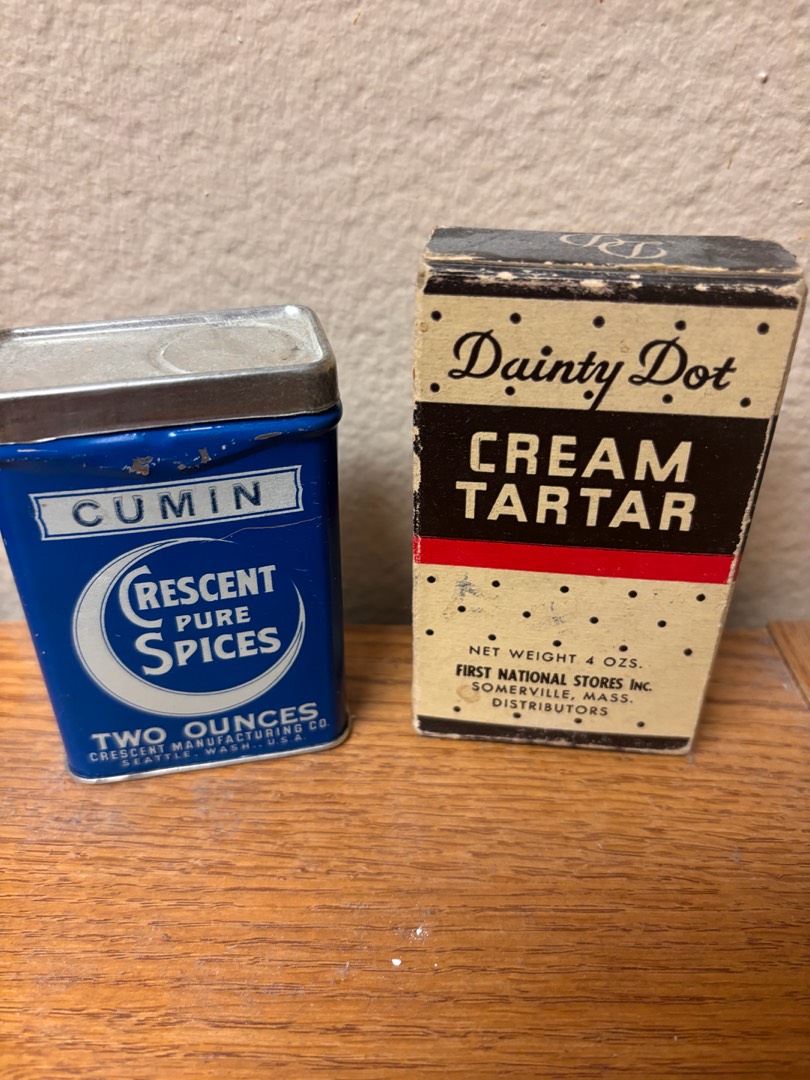 CUMIN
CRESCENT
PURE
SPICES
TWO OUNCES
CRESCENT MANUFACTURING CO.
SEATTLE, WASH., U.S.A.
Dainty Dot
CREAM
TARTAR
NET WEIGHT 4 OZS.
FIRST NATIONAL STORES INC.
SOMERVILLE, MASS.
DISTRIBUTORS